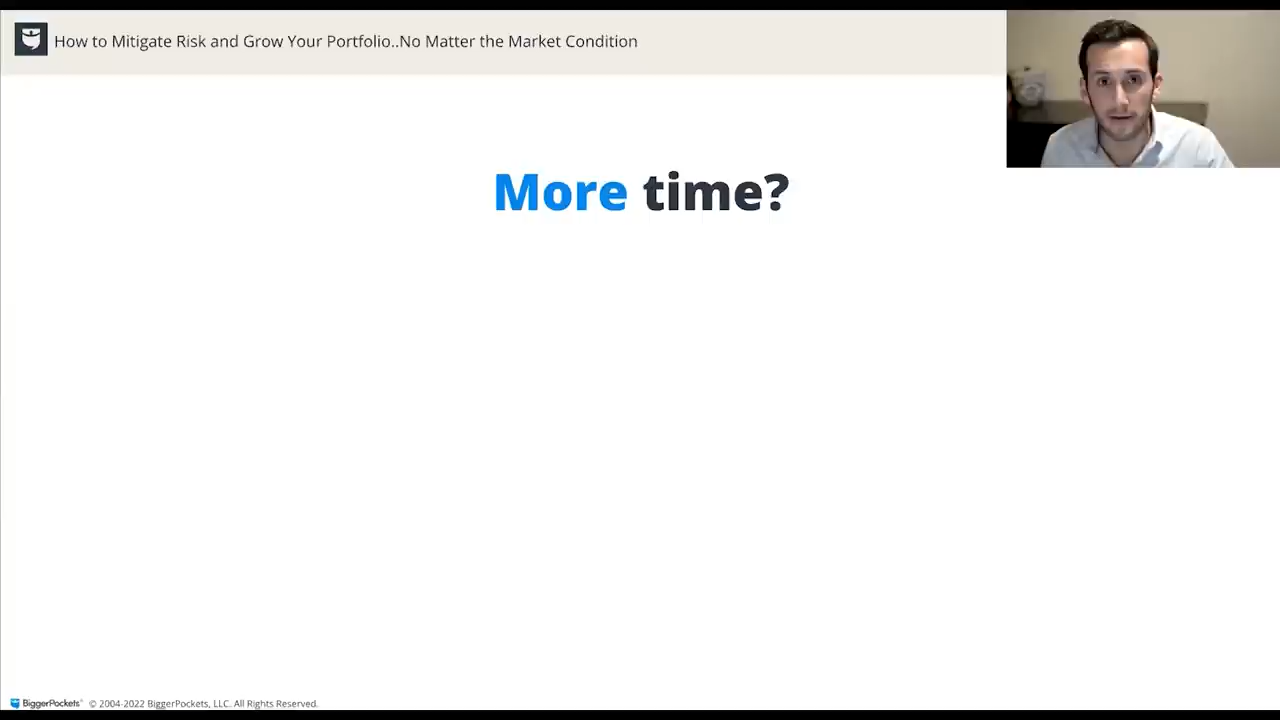 How to Mitigate Risk and Grow Your Portfolio..No Matter the Market Condition
More time?
BiggerPockets® © 2004-2022 BiggerPockets, LLC. All Rights Reserved.